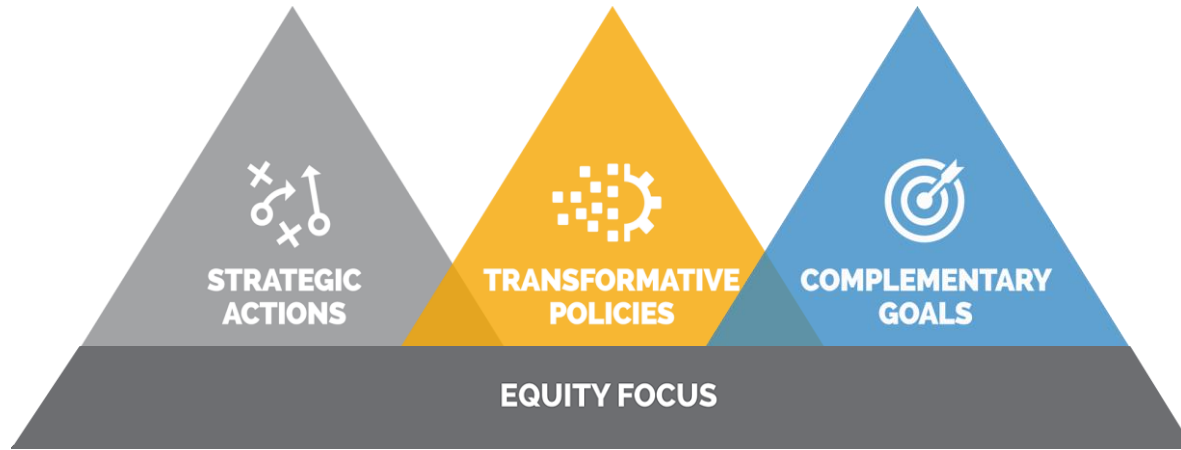 STRATEGIC
ACTIONS
TRANSFORMATIVE
POLICIES
COMPLEMENTARY
GOALS
EQUITY FOCUS